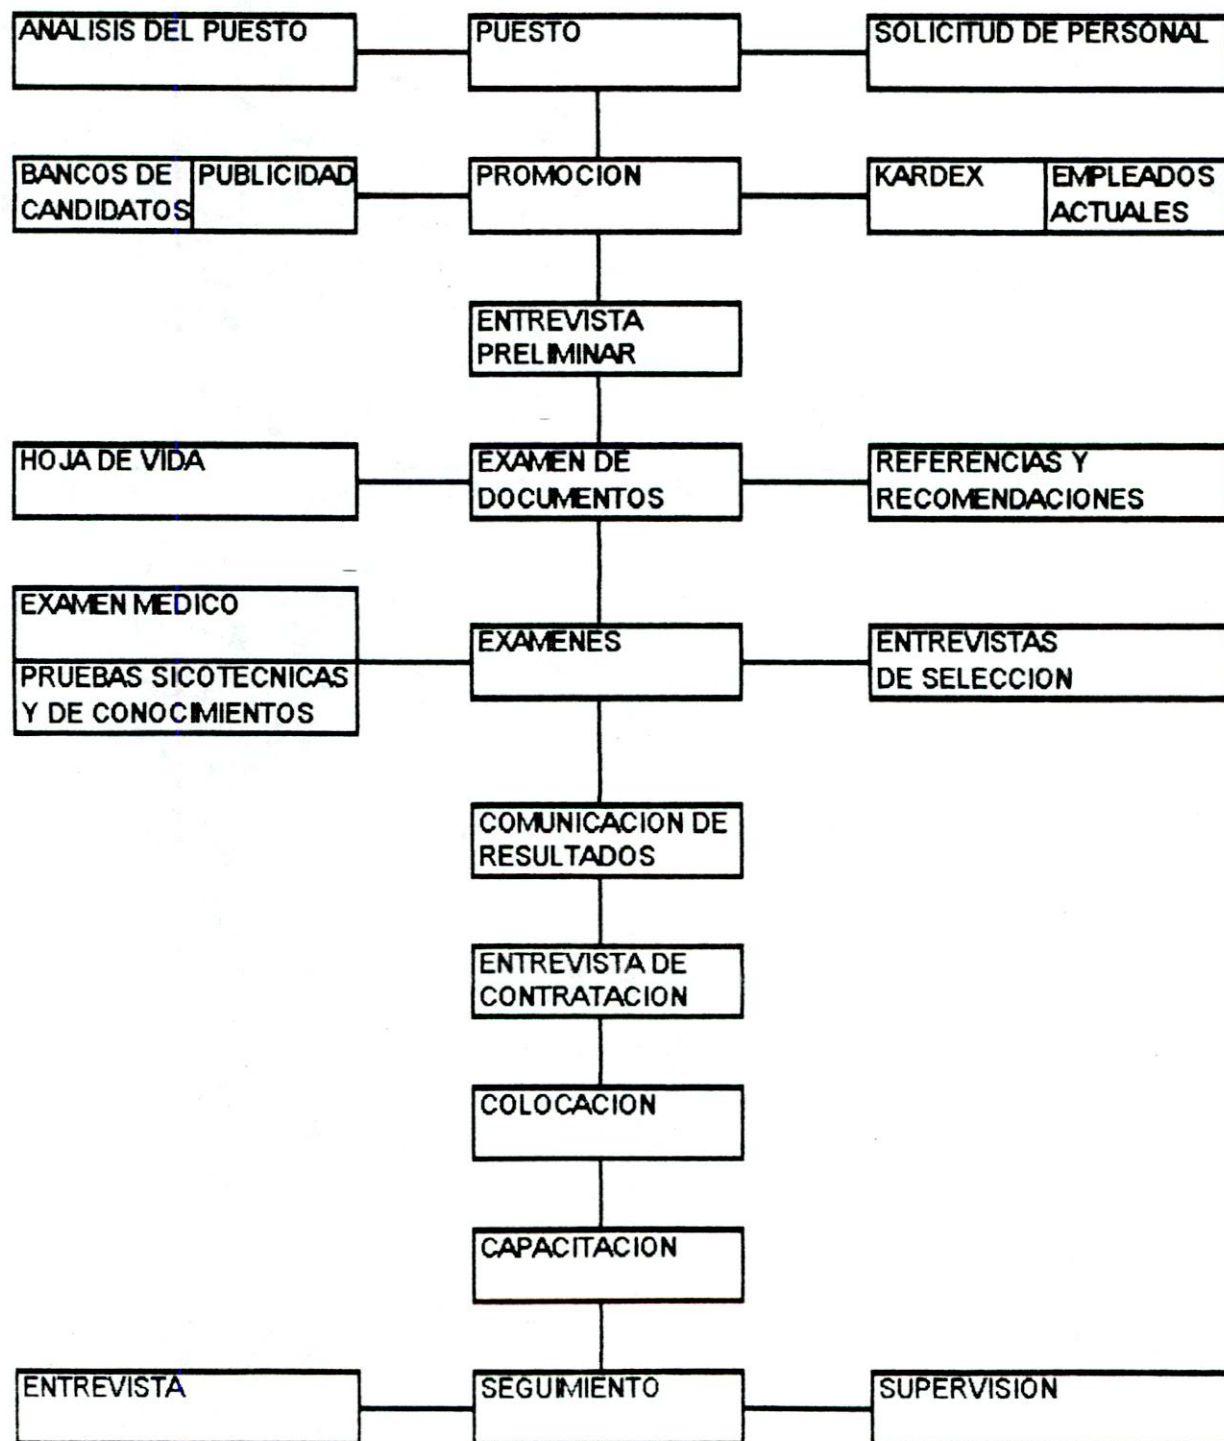 ANALISIS DEL PUESTO
PUESTO
SOLICITUD DE PERSONAL
BANCOS DE
CANDIDATOS
PUBLICIDAD
PROMOCION
KARDEX
EMPLEADOS
ACTUALES
ENTREVISTA
PRELIMINAR
HOJA DE VIDA
EXAMEN DE
DOCUMENTOS
REFERENCIAS Y
RECOMENDACIONES
EXAMEN MEDICO
PRUEBAS SICOTECNICAS
Y DE CONOCIMIENTOS
EXAMENES
ENTREVISTAS
DE SELECCION
COMUNICACION DE
RESULTADOS
ENTREVISTA DE
CONTRATACION
COLOCACION
CAPACITACION
ENTREVISTA
SEGUIMIENTO
SUPERVISION